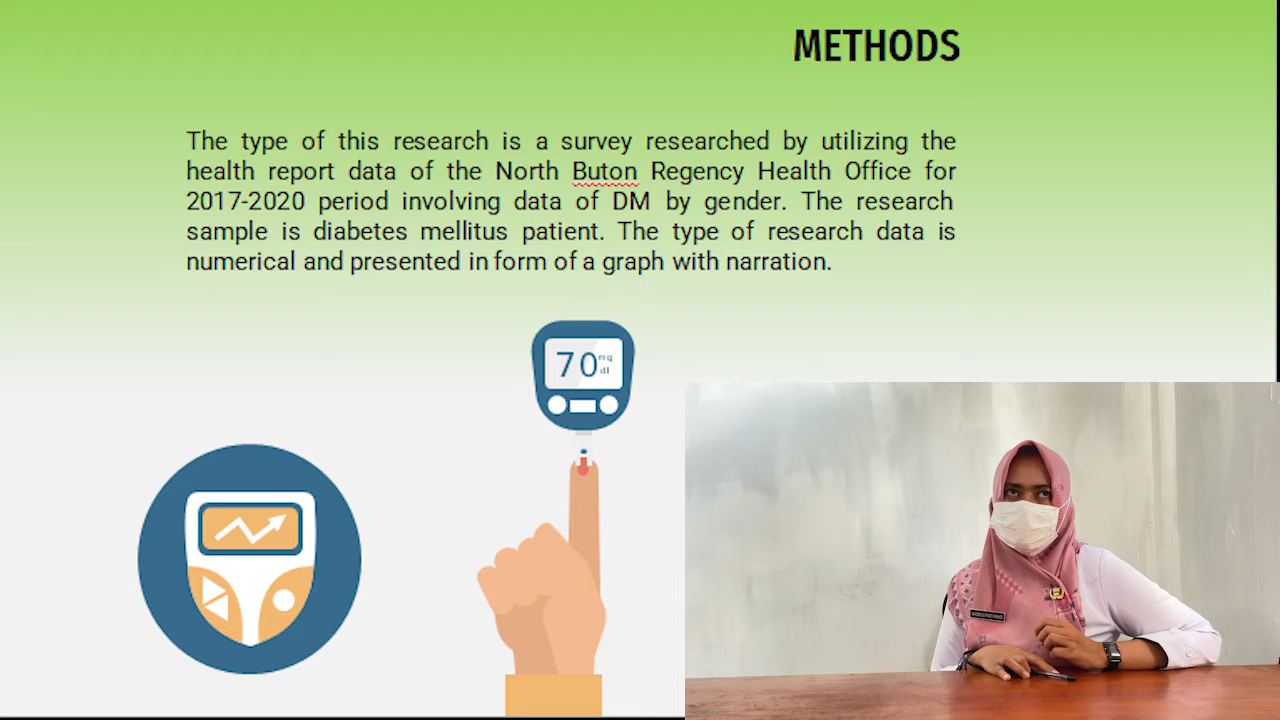 METHODS
The type of this research is a survey researched by utilizing the
health report data of the North Buton Regency Health Office for
2017-2020 period involving data of DM by gender. The research
sample is diabetes mellitus patient. The type of research data is
numerical and presented in form of a graph with narration.
70 mg
dl